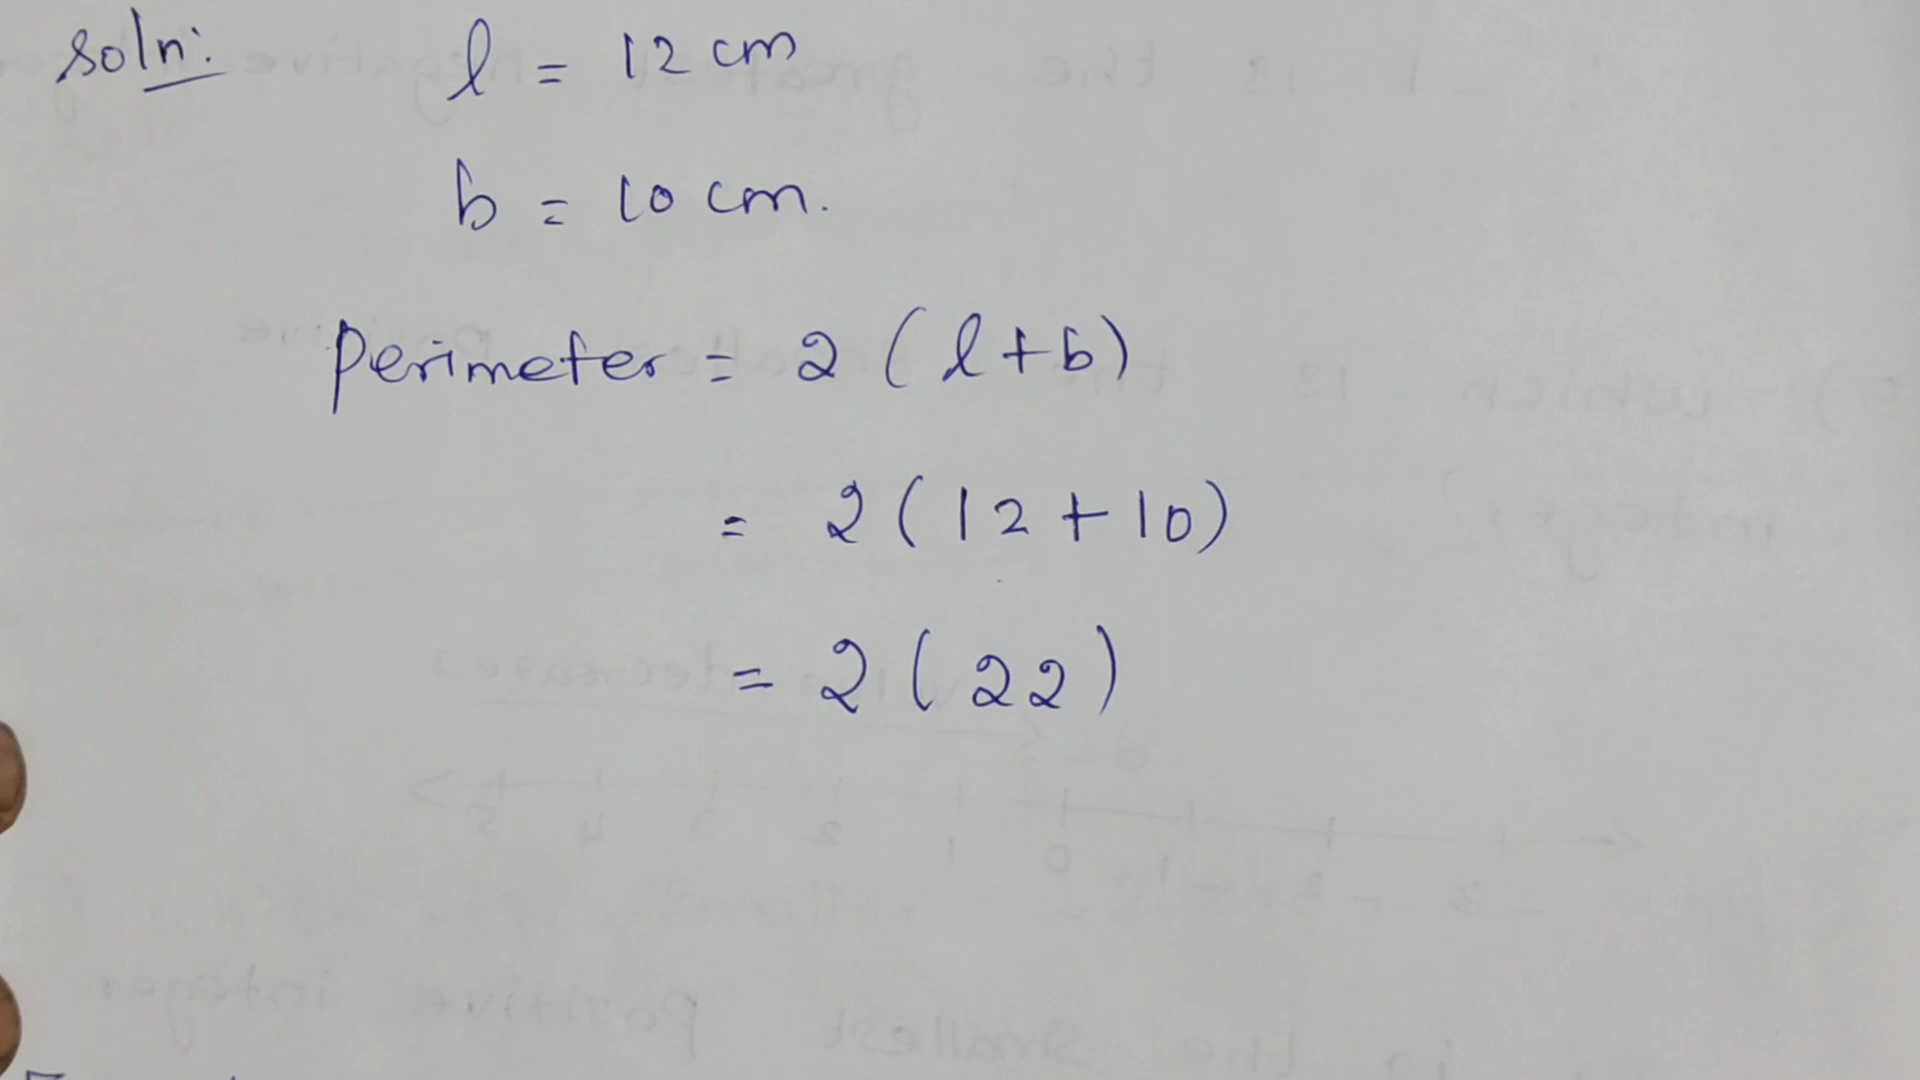 soln:
l = 12 cm
b = 10 cm.
Perimeter = 2 (l+b)
= 2 (12 + 10)
= 2 (22)